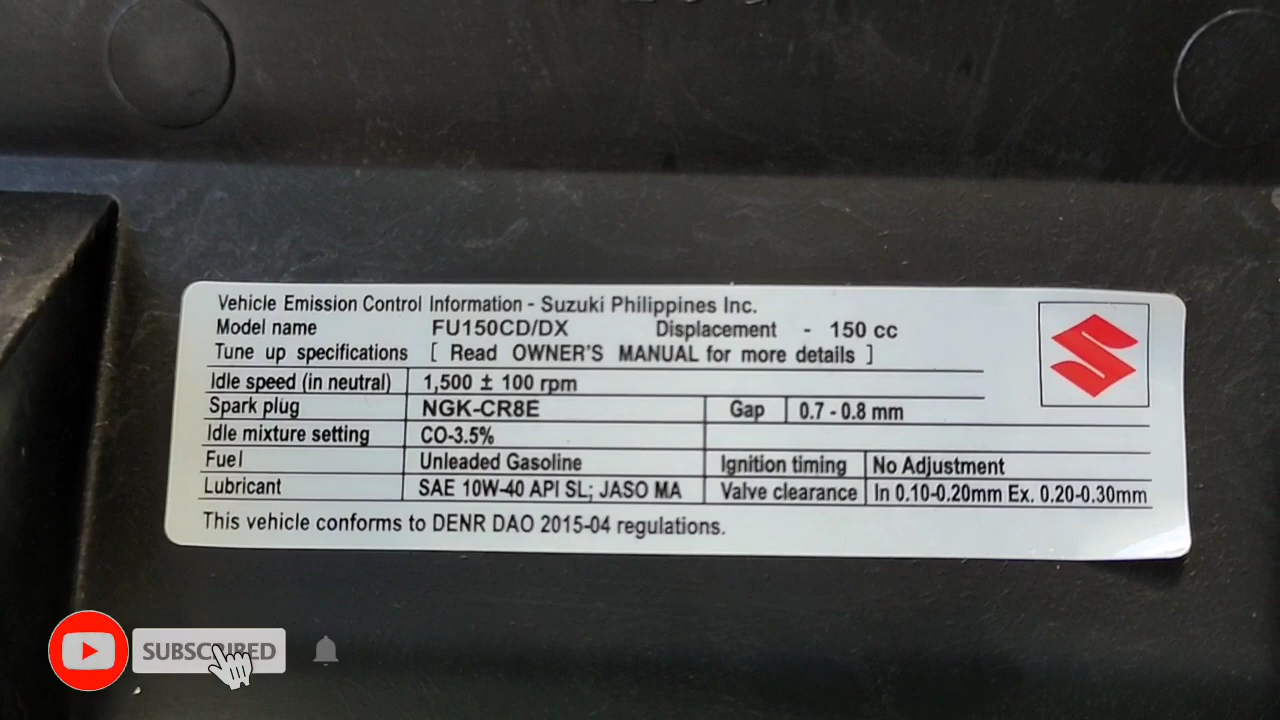 Vehicle Emission Control Information - Suzuki Philippines Inc.
Model name FU150CD/DX Displacement - 150 cc
Tune up specifications [ Read OWNER'S MANUAL for more details ]
Idle speed (in neutral) 1,500 ± 100 rpm
Spark plug NGK-CR8E Gap 0.7 - 0.8 mm
Idle mixture setting CO-3.5%
Fuel Unleaded Gasoline Ignition timing No Adjustment
Lubricant SAE 10W-40 API SL; JASO MA Valve clearance In 0.10-0.20mm Ex. 0.20-0.30mm
This vehicle conforms to DENR DAO 2015-04 regulations.
SUBSCRIBED